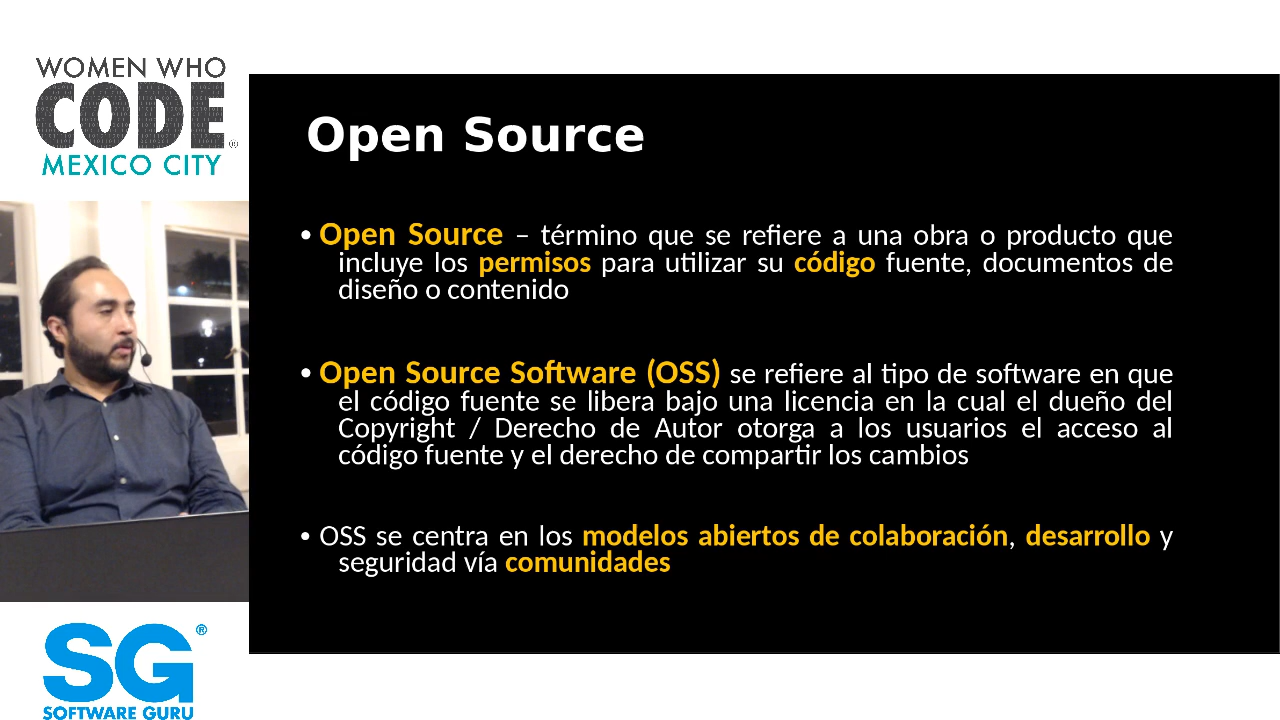 WOMEN WHO
CODE
MEXICO CITY
Open Source
• Open Source – término que se refiere a una obra o producto que
incluye los permisos para utilizar su código fuente, documentos de
diseño o contenido
• Open Source Software (OSS) se refiere al tipo de software en que
el código fuente se libera bajo una licencia en la cual el dueño del
Copyright / Derecho de Autor otorga a los usuarios el acceso al
código fuente y el derecho de compartir los cambios
• OSS se centra en los modelos abiertos de colaboración, desarrollo y
seguridad vía comunidades
SG®
SOFTWARE GURU